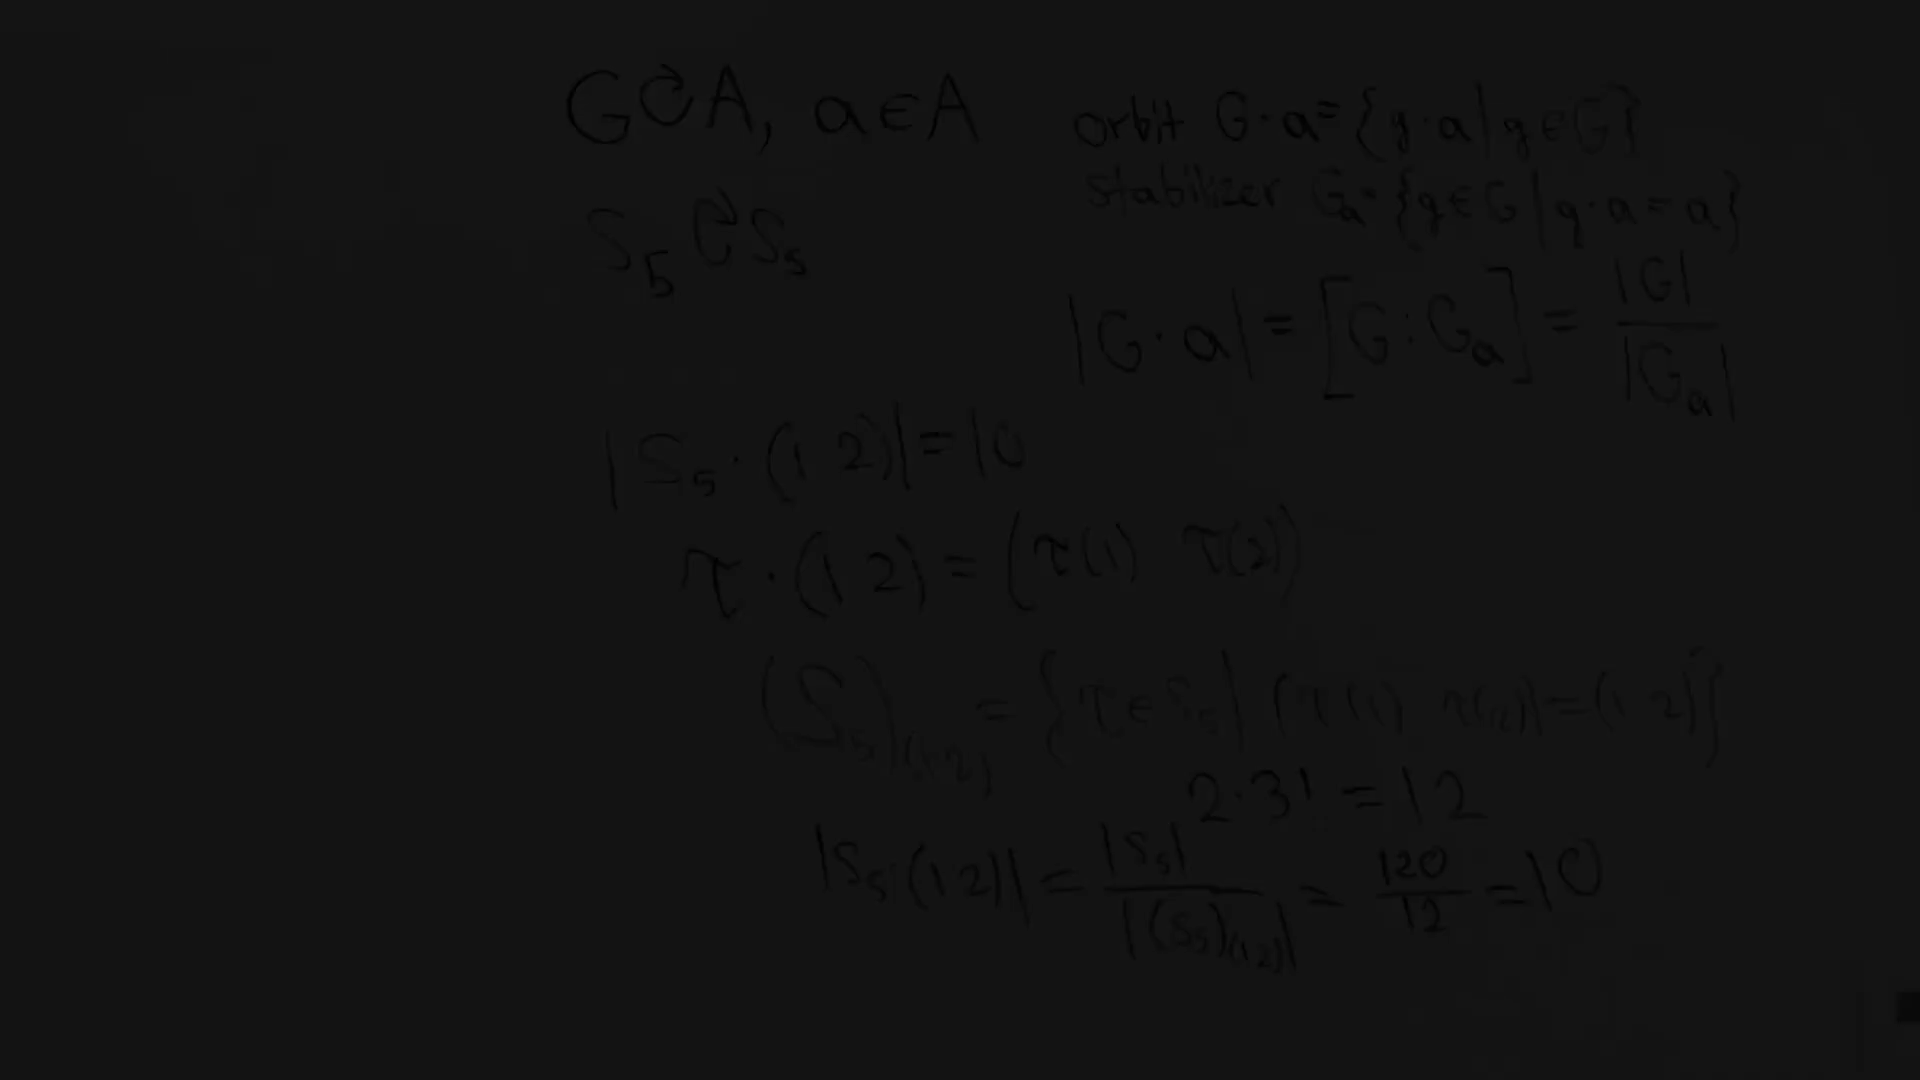 G↻A, a∈A
orbit G·a={g·a|g∈G}
stabilizer Gₐ={g∈G|g·a=a}
S₅↻S₅
|G·a|=[G:Gₐ]=|G|/|Gₐ|
|S₅·(1 2)|=10
τ·(1 2)=(τ(1) τ(2))
(S₅)₍₁ ₂₎={τ∈S₅|(τ(1) τ(2))=(1 2)}
2·3!=12
|S₅·(1 2)|=|S₅|/|(S₅)₍₁ ₂₎|=120/12=10